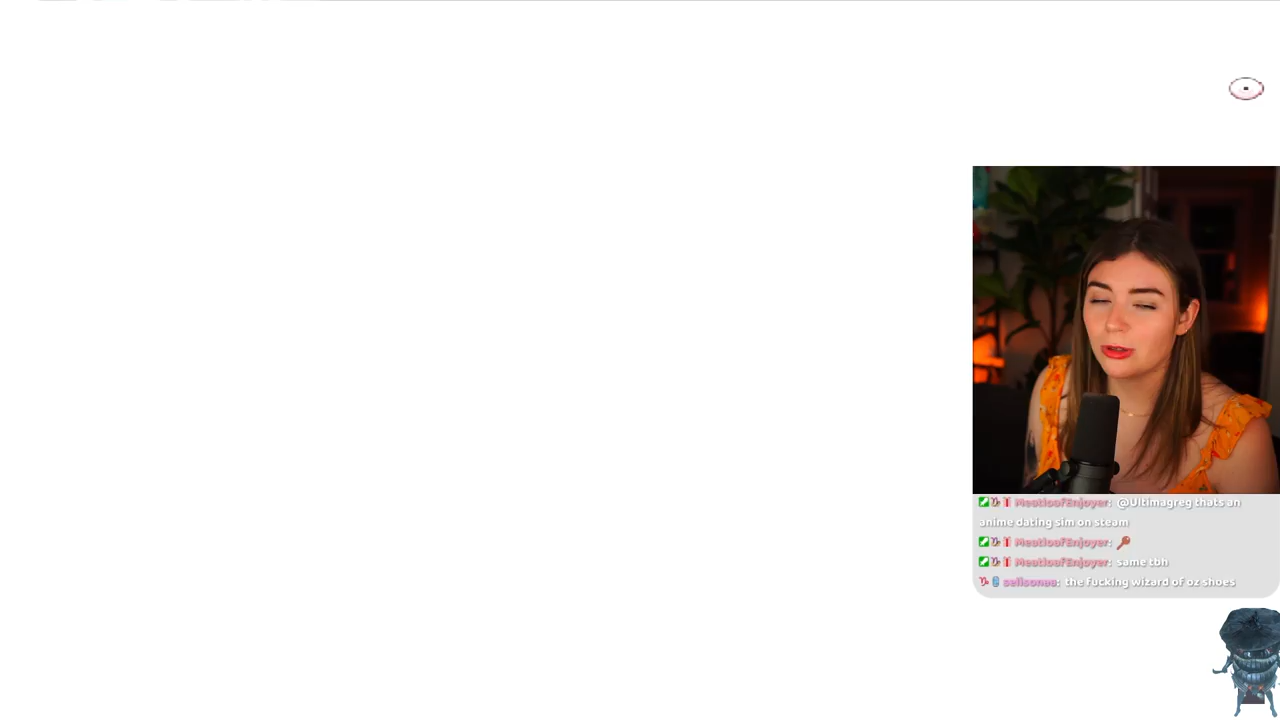 MeatloafEnjoyer: @Ultimagreg thats an
anime dating sim on steam
MeatloafEnjoyer:
MeatloafEnjoyer: same tbh
sellsonua: the fucking wizard of oz shoes